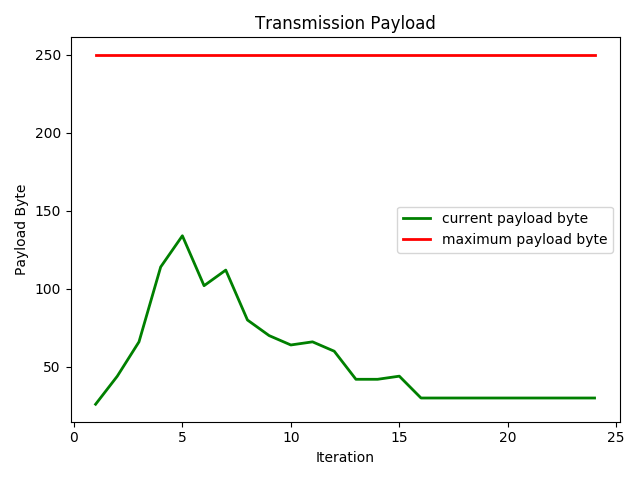 Transmission Payload
250
200
150
100
50
Payload Byte
current payload byte
maximum payload byte
0
5
10
15
20
25
Iteration